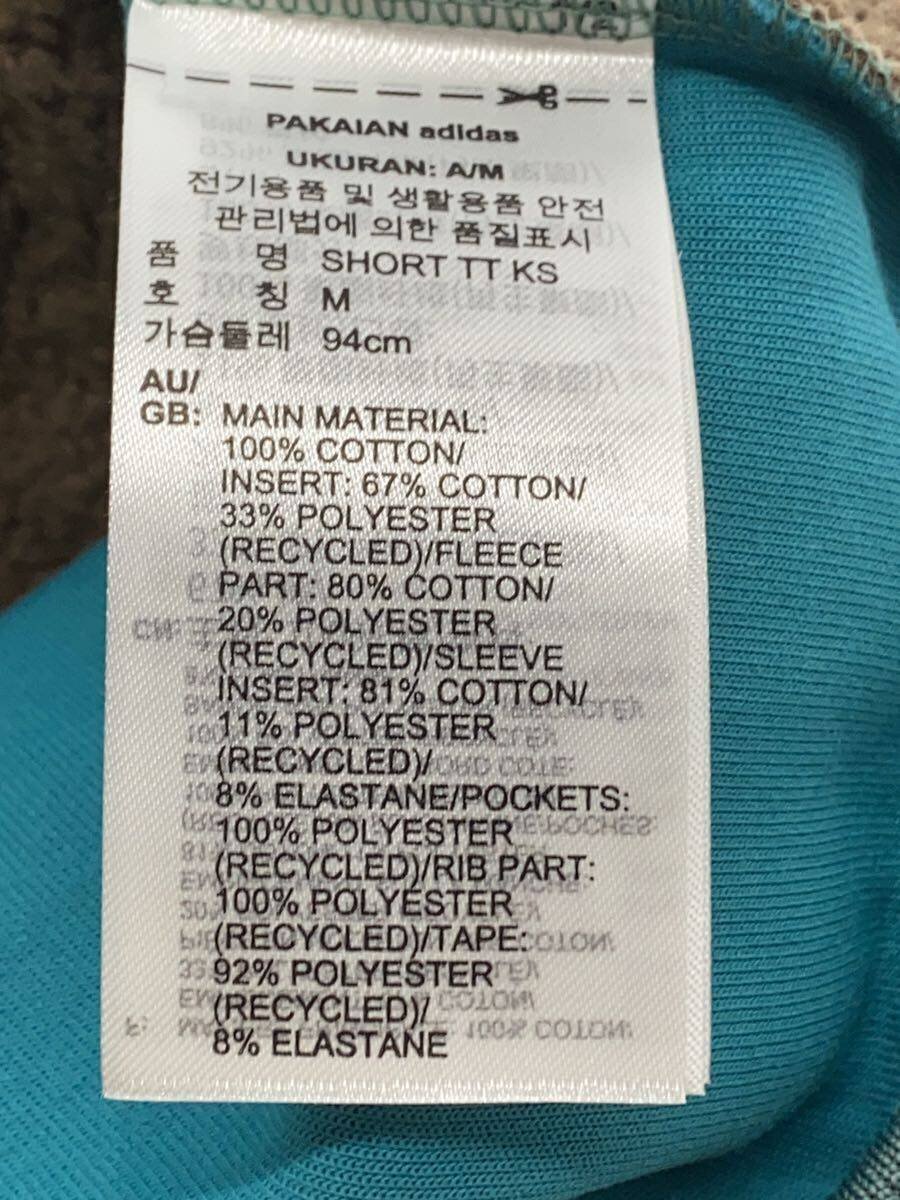 PAKAIAN adidas
UKURAN: A/M
전기용품 및 생활용품 안전
관리법에 의한 품질표시
품 명 SHORT TT KS
호 칭 M
가슴둘레 94cm
AU/
GB: MAIN MATERIAL:
100% COTTON/
INSERT: 67% COTTON/
33% POLYESTER
(RECYCLED)/FLEECE
PART: 80% COTTON/
20% POLYESTER
(RECYCLED)/SLEEVE
INSERT: 81% COTTON/
11% POLYESTER
(RECYCLED)/
8% ELASTANE/POCKETS:
100% POLYESTER
(RECYCLED)/RIB PART:
100% POLYESTER
(RECYCLED)/TAPE:
92% POLYESTER
(RECYCLED)/
8% ELASTANE